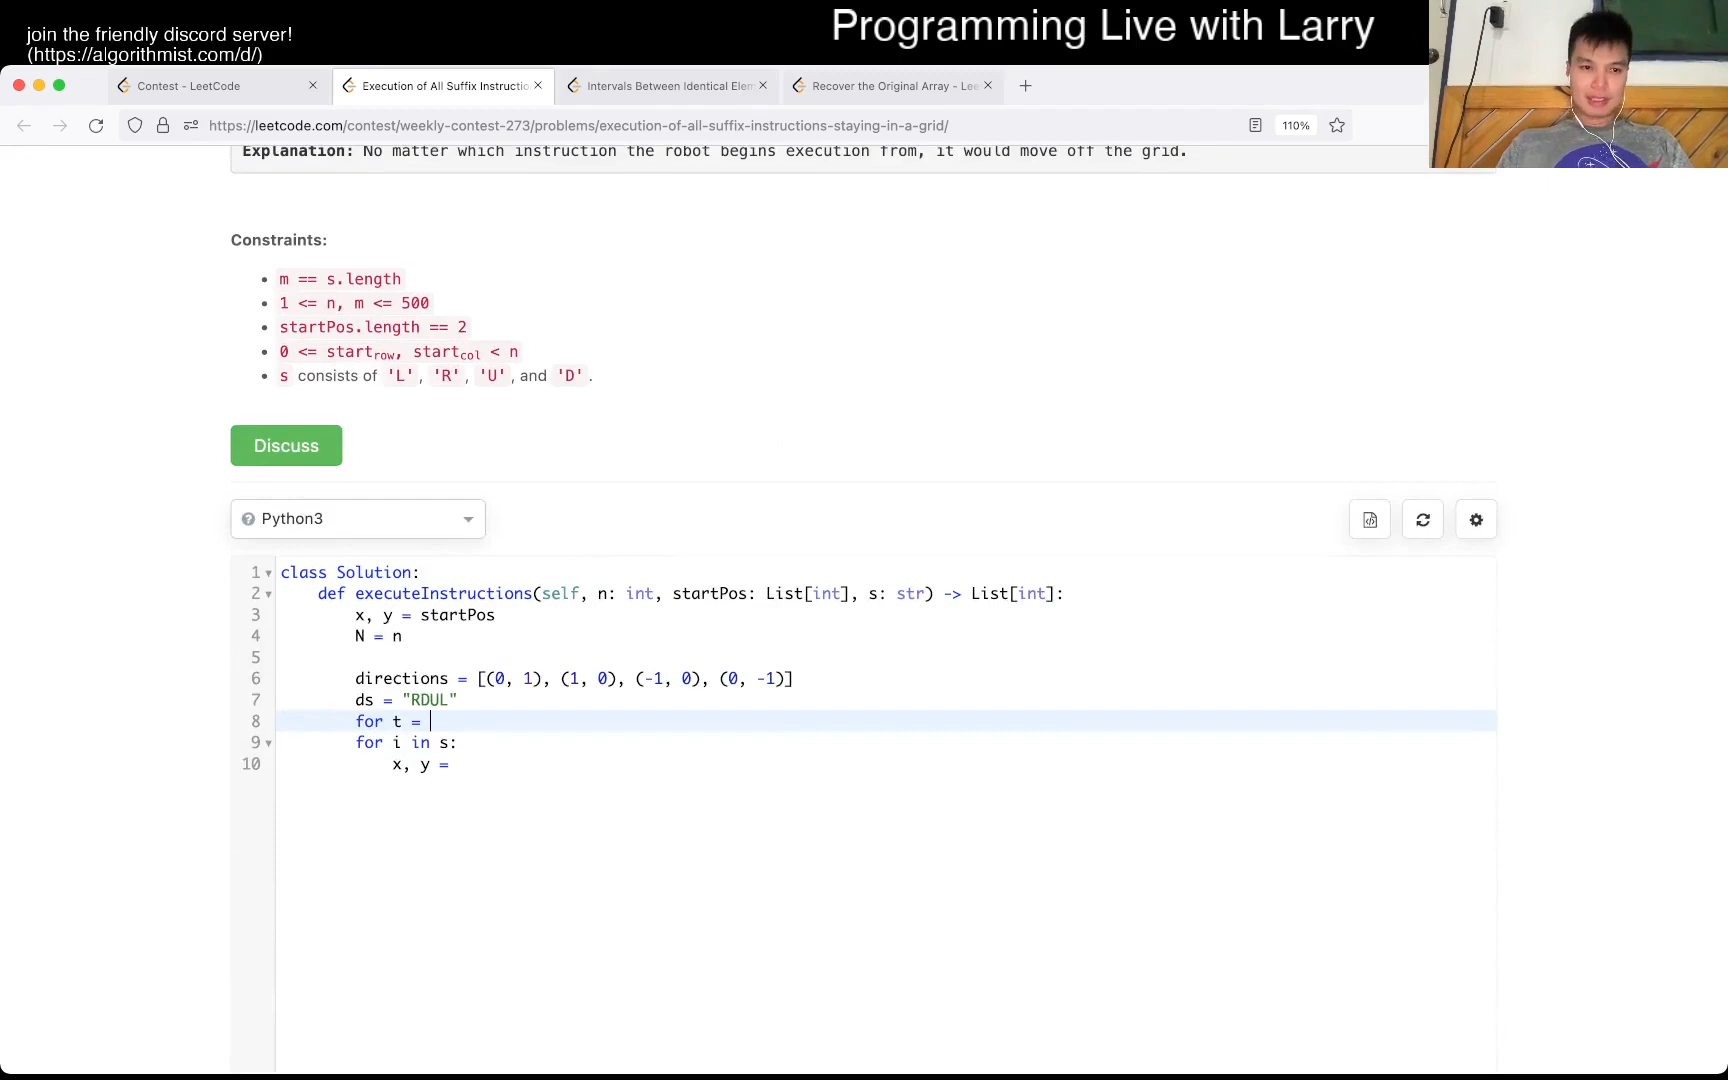 join the friendly discord server!
(https://algorithmist.com/d/)
Programming Live with Larry
Contest - LeetCode
Execution of All Suffix Instructio
Intervals Between Identical Elem
Recover the Original Array - Lee
https://leetcode.com/contest/weekly-contest-273/problems/execution-of-all-suffix-instructions-staying-in-a-grid/
110%
Explanation: No matter which instruction the robot begins execution from, it would move off the grid.
Constraints:
m == s.length
1 <= n, m <= 500
startPos.length == 2
0 <= startrow, startcol < n
s consists of 'L', 'R', 'U', and 'D'.
Discuss
Python3
1 class Solution:
2 def executeInstructions(self, n: int, startPos: List[int], s: str) -> List[int]:
3 x, y = startPos
4 N = n
5
6 directions = [(0, 1), (1, 0), (-1, 0), (0, -1)]
7 ds = "RDUL"
8 for t =
9 for i in s:
10 x, y =